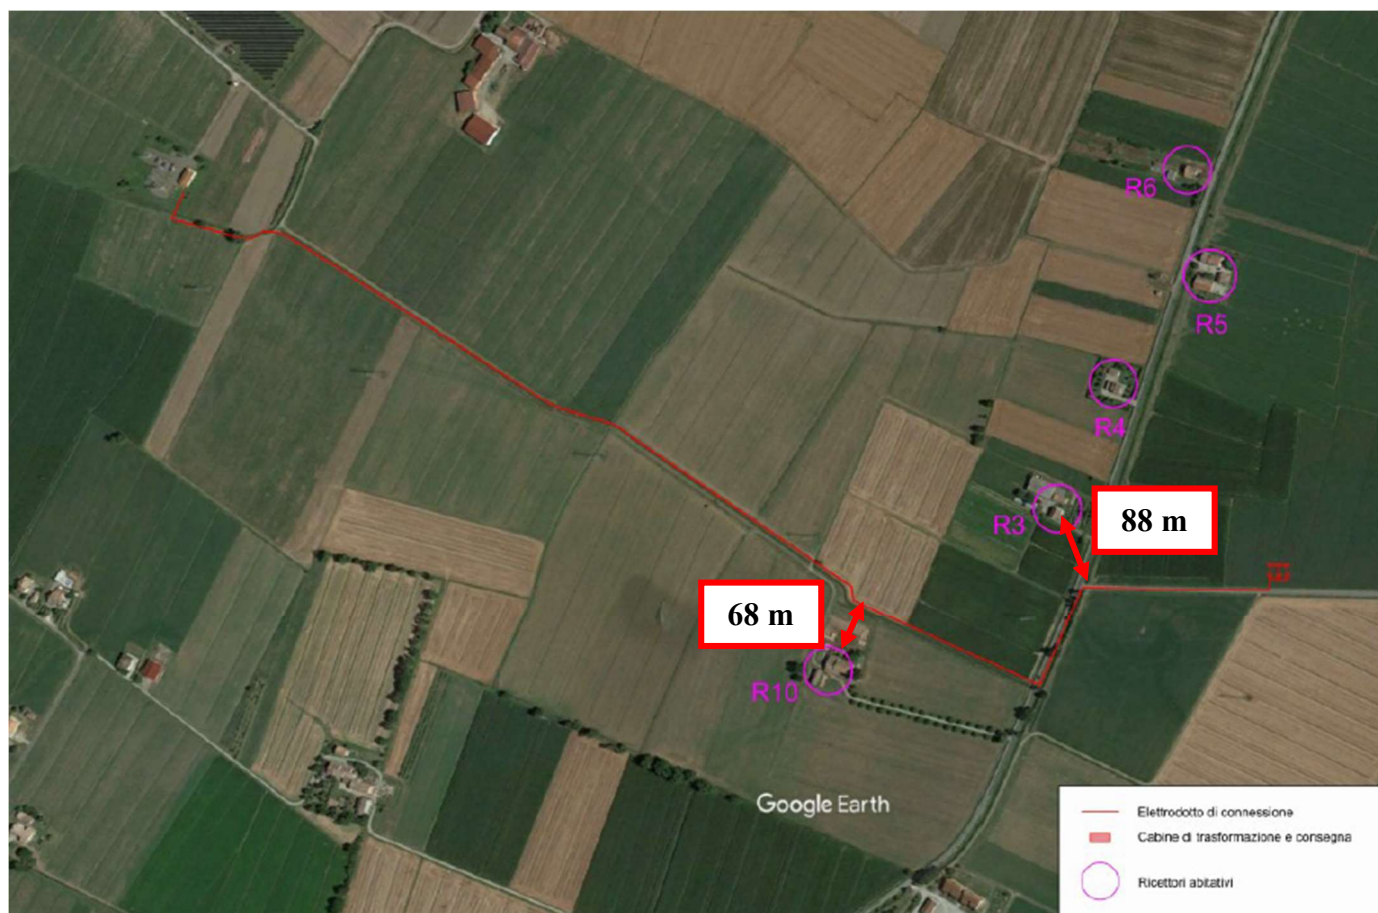 R6
R5
R4
R3
88 m
68 m
R10
Google Earth
Elettrodotto di connessione
Cabine di trasformazione e consegna
Ricettori abitativi